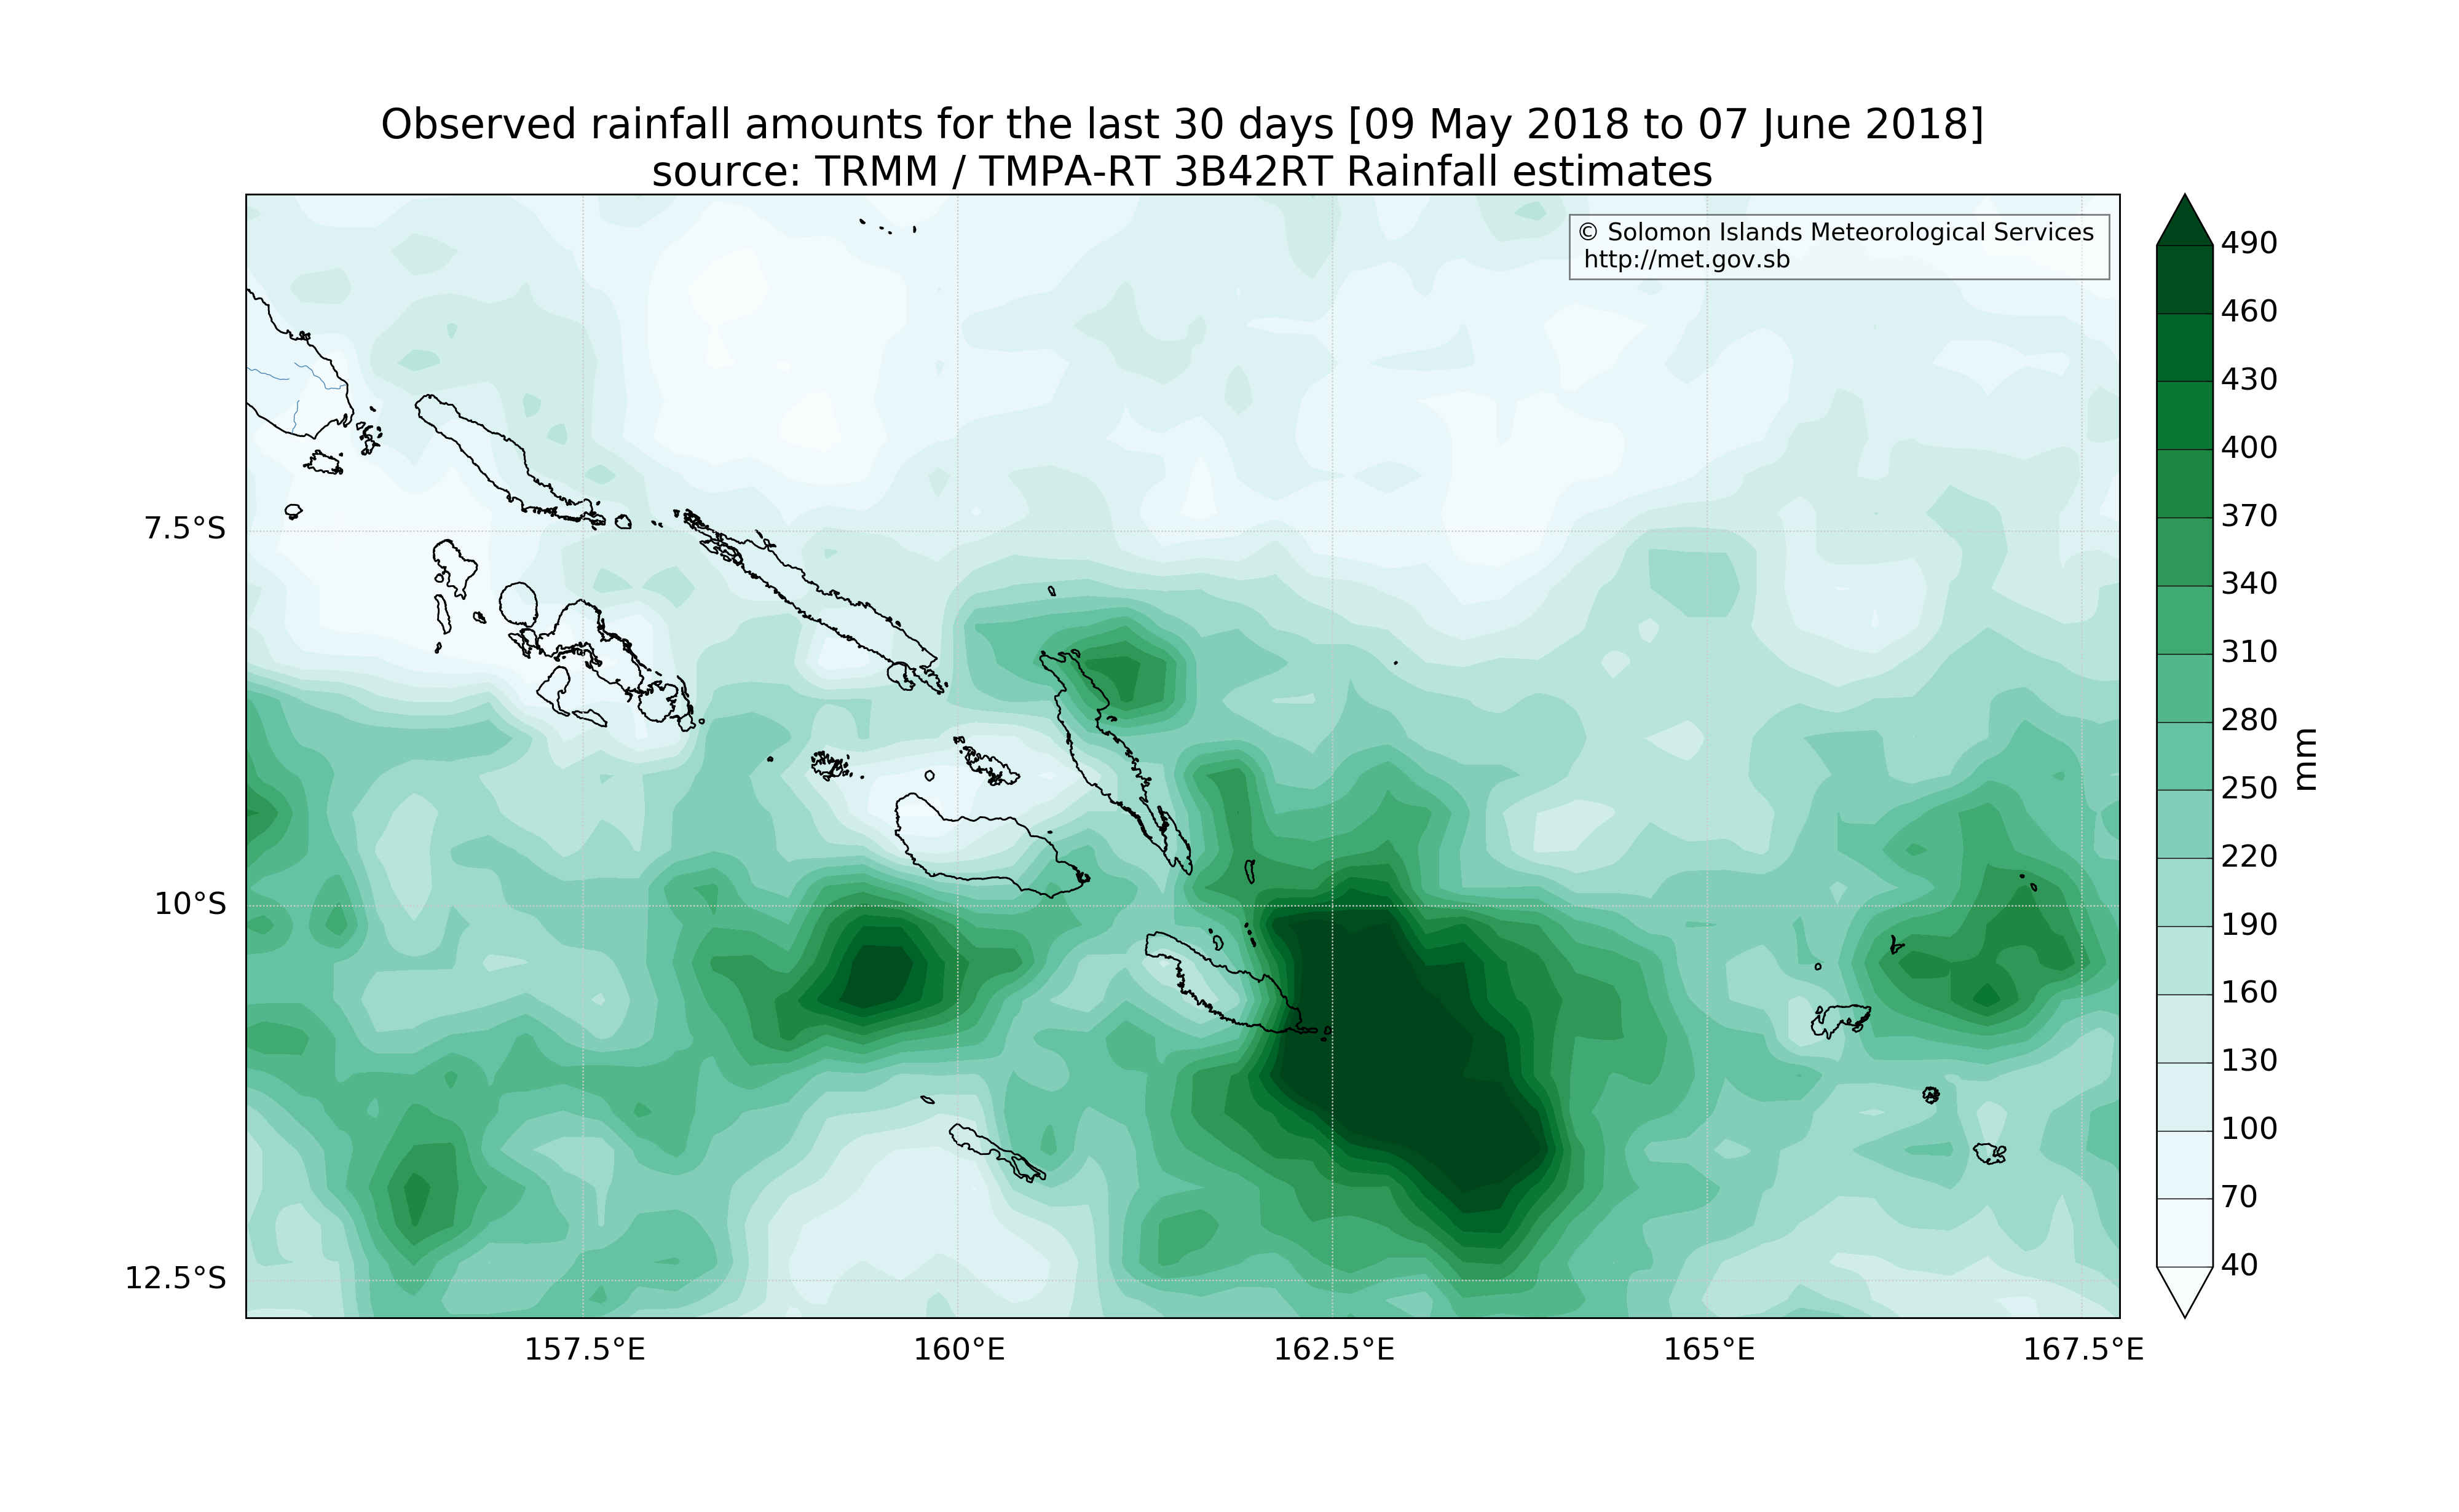 Observed rainfall amounts for the last 30 days [09 May 2018 to 07 June 2018]
source: TRMM / TMPA-RT 3B42RT Rainfall estimates
© Solomon Islands Meteorological Services
http://met.gov.sb
490
460
430
400
370
340
310
280
250
220
190
160
130
100
70
40
mm
7.5°S
10°S
12.5°S
157.5°E
160°E
162.5°E
165°E
167.5°E